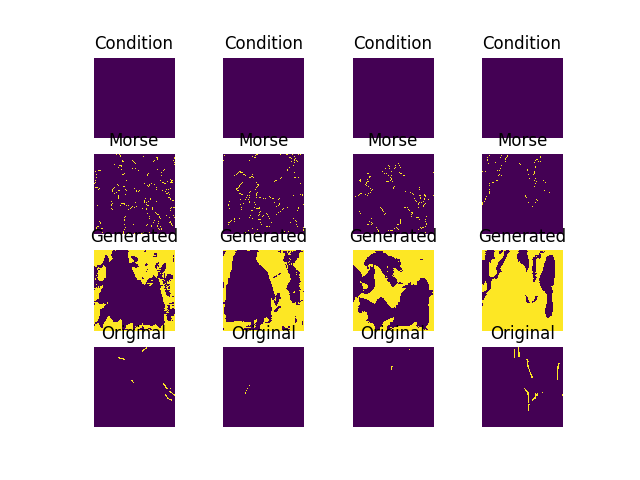 Condition Condition Condition Condition
Morse Morse Morse Morse
Generated Generated Generated Generated
Original Original Original Original